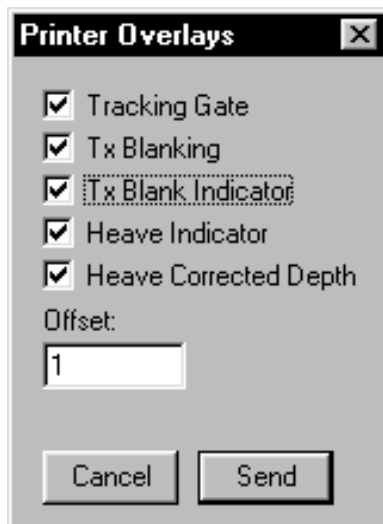 Printer Overlays
Tracking Gate
Tx Blanking
Tx Blank Indicator
Heave Indicator
Heave Corrected Depth
Offset:
1
Cancel Send